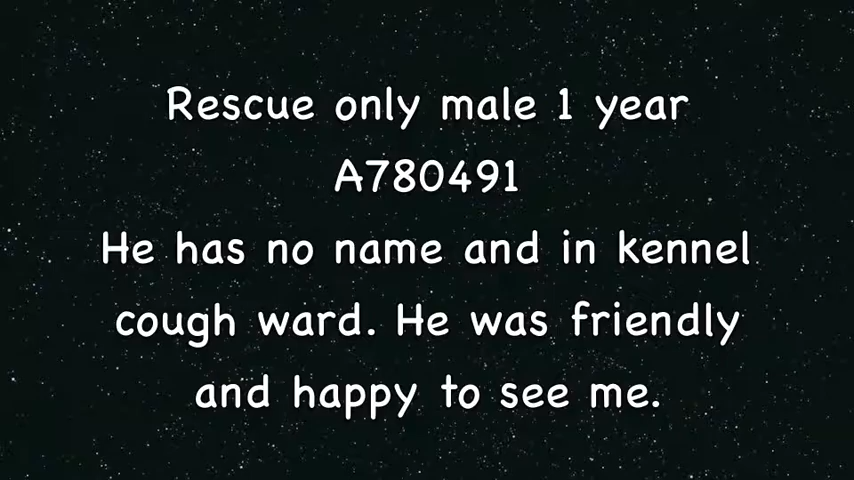 Rescue only male 1 year
A780491
He has no name and in kennel
cough ward. He was friendly
and happy to see me.